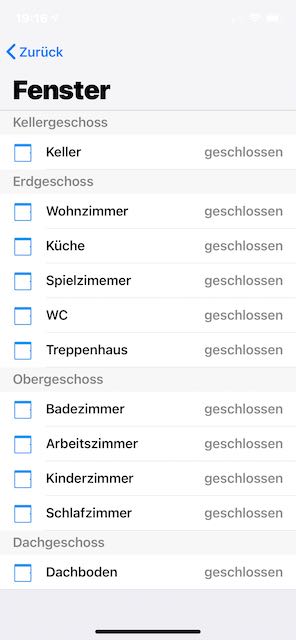 19:16
Zurück
Fenster
Kellergeschoss
Keller geschlossen
Erdgeschoss
Wohnzimmer geschlossen
Küche geschlossen
Spielzimemer geschlossen
WC geschlossen
Treppenhaus geschlossen
Obergeschoss
Badezimmer geschlossen
Arbeitszimmer geschlossen
Kinderzimmer geschlossen
Schlafzimmer geschlossen
Dachgeschoss
Dachboden geschlossen